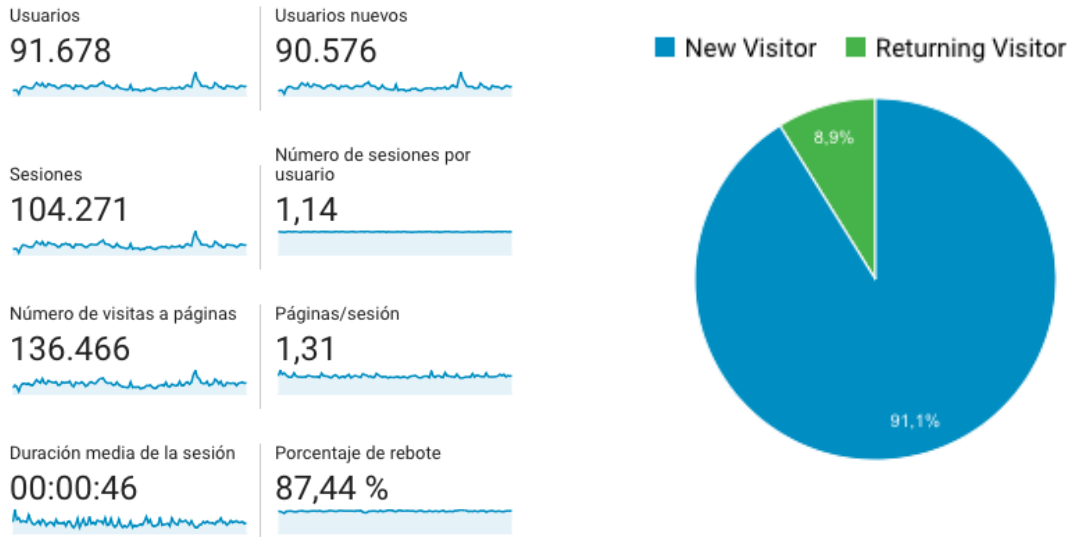 Usuarios
91.678
Usuarios nuevos
90.576
Sesiones
104.271
Número de sesiones por
usuario
1,14
Número de visitas a páginas
136.466
Páginas/sesión
1,31
Duración media de la sesión
00:00:46
Porcentaje de rebote
87,44 %
New Visitor
Returning Visitor
8,9%
91,1%